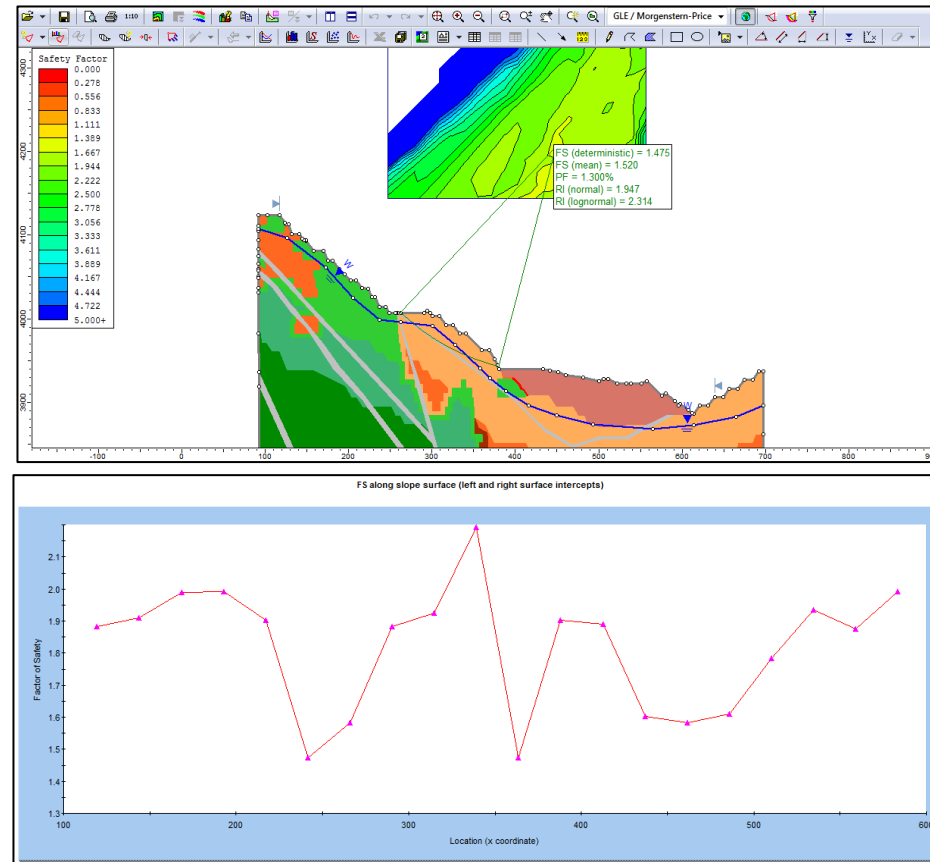 1:10
GLE / Morgenstern-Price
Safety Factor
0.000
0.278
0.556
0.833
1.111
1.389
1.667
1.944
2.222
2.500
2.778
3.056
3.333
3.611
3.889
4.167
4.444
4.722
5.000+
4300
4200
4100
4000
3900
FS (deterministic) = 1.475
FS (mean) = 1.520
PF = 1.300%
RI (normal) = 1.947
RI (lognormal) = 2.314
W
W
-100 0 100 200 300 400 500 600 700 800
FS along slope surface (left and right surface intercepts)
Factor of Safety
2.1
2.0
1.9
1.8
1.7
1.6
1.5
1.4
1.3
100 200 300 400 500 600
Location (x coordinate)